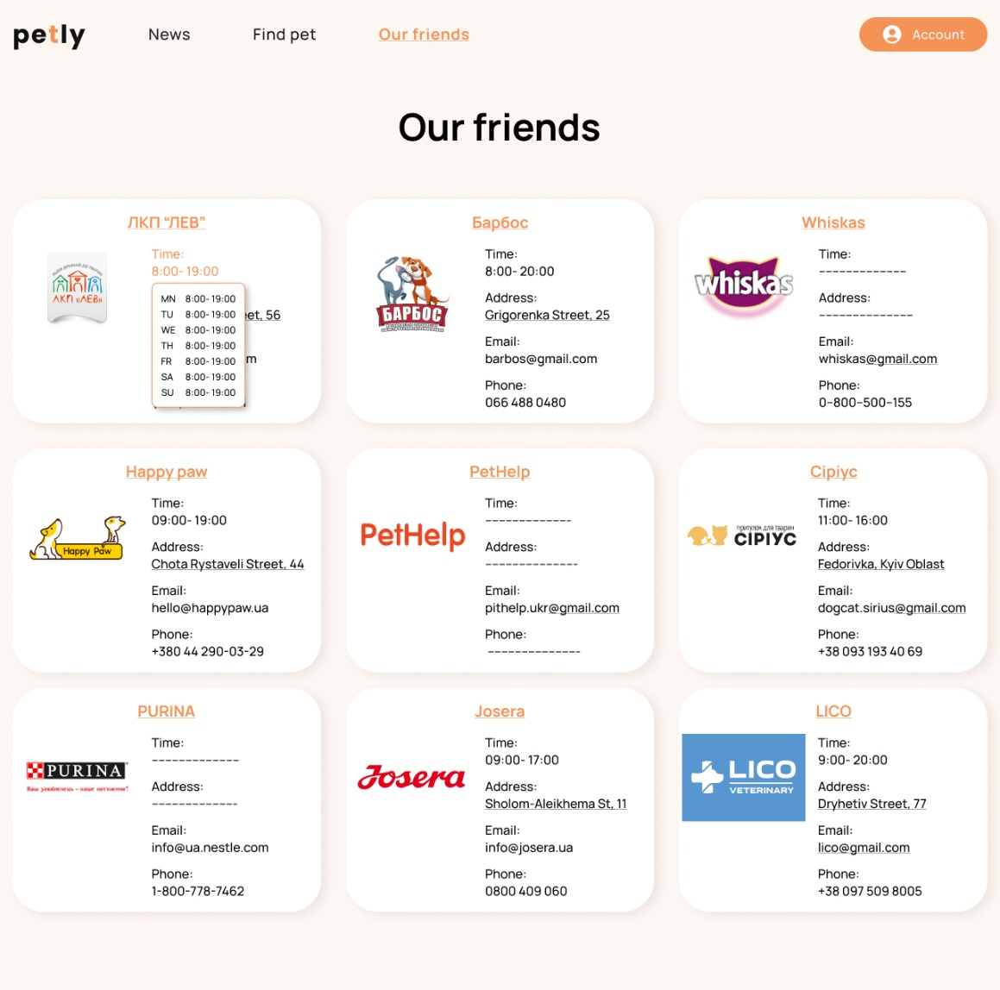 petly
News
Find pet
Our friends
Account
Our friends
ЛКП “ЛЕВ”
ЛКП «ЛЕВ»
Time:
8:00- 19:00
MN 8:00- 19:00
TU 8:00- 19:00
WE 8:00- 19:00
TH 8:00- 19:00
FR 8:00- 19:00
SA 8:00- 19:00
SU 8:00- 19:00
eet, 56
m
Барбос
БАРБОС
Time:
8:00- 20:00
Address:
Grigorenka Street, 25
Email:
barbos@gmail.com
Phone:
066 488 0480
Whiskas
whiskas
Time:
--------------
Address:
---------------
Email:
whiskas@gmail.com
Phone:
0-800-500-155
Happy paw
Happy Paw
Time:
09:00- 19:00
Address:
Chota Rystaveli Street, 44
Email:
hello@happypaw.ua
Phone:
+380 44 290-03-29
PetHelp
PetHelp
Time:
--------------
Address:
---------------
Email:
pithelp.ukr@gmail.com
Phone:
---------------
Сіріус
притулок для тварин
СІРІУС
Time:
11:00- 16:00
Address:
Fedorivka, Kyiv Oblast
Email:
dogcat.sirius@gmail.com
Phone:
+38 093 193 40 69
PURINA
PURINA
Ваш улюбленець – наше натхнення!
Time:
--------------
Address:
--------------
Email:
info@ua.nestle.com
Phone:
1-800-778-7462
Josera
Josera
Time:
09:00- 17:00
Address:
Sholom-Aleikhema St, 11
Email:
info@josera.ua
Phone:
0800 409 060
LICO
LICO
VETERINARY
Time:
9:00- 20:00
Address:
Dryhetiv Street, 77
Email:
lico@gmail.com
Phone:
+38 097 509 8005